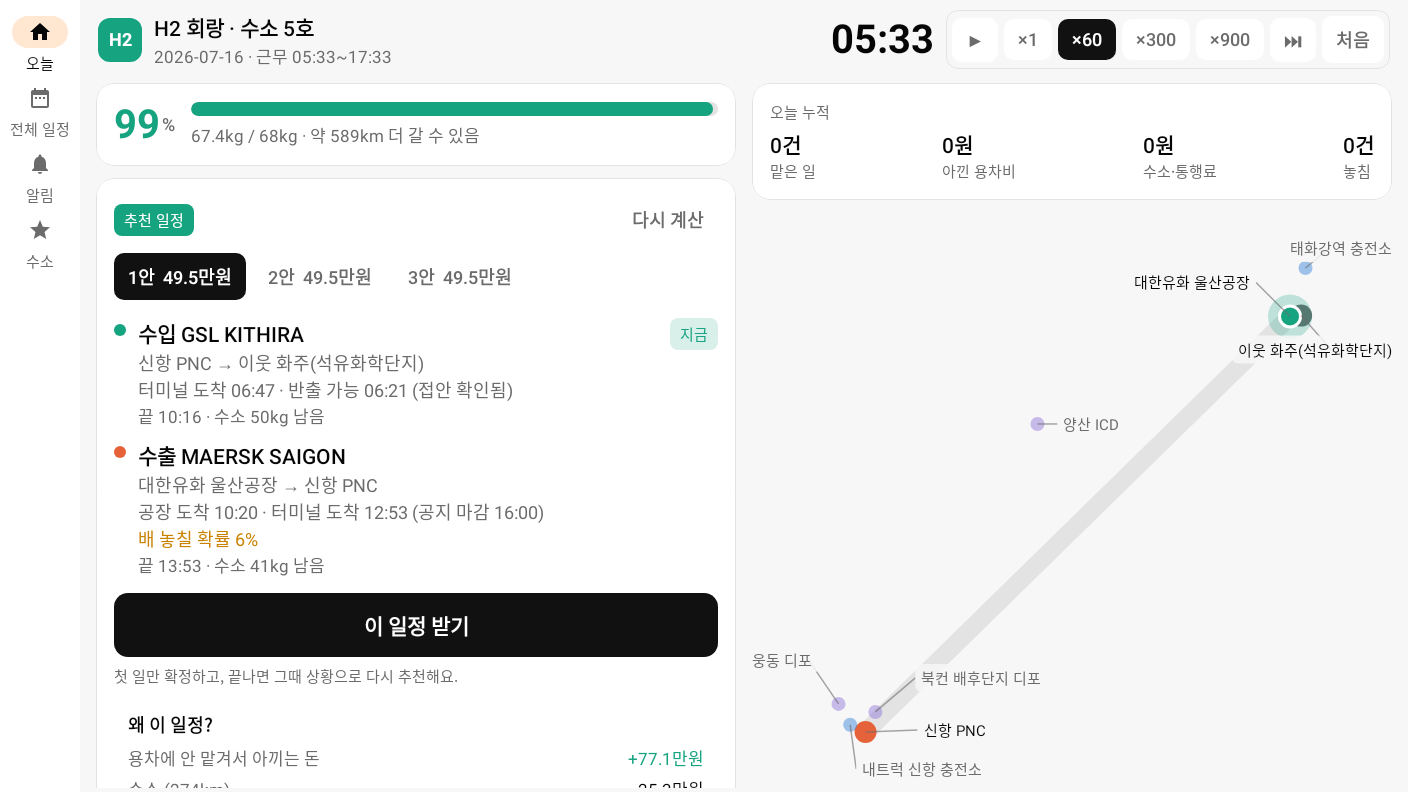 H2
H2 회랑 · 수소 5호
2026-07-16 · 근무 05:33~17:33
05:33
×1
×60
×300
×900
처음
오늘
전체 일정
알림
수소
99%
67.4kg / 68kg · 약 589km 더 갈 수 있음
오늘 누적
0건
맡은 일
0원
아낀 용차비
0원
수소·통행료
0건
놓침
추천 일정
다시 계산
1안 49.5만원
2안 49.5만원
3안 49.5만원
수입 GSL KITHIRA
지금
신항 PNC → 이웃 화주(석유화학단지)
터미널 도착 06:47 · 반출 가능 06:21 (접안 확인됨)
끝 10:16 · 수소 50kg 남음
수출 MAERSK SAIGON
대한유화 울산공장 → 신항 PNC
공장 도착 10:20 · 터미널 도착 12:53 (공지 마감 16:00)
배 놓칠 확률 6%
끝 13:53 · 수소 41kg 남음
이 일정 받기
첫 일만 확정하고, 끝나면 그때 상황으로 다시 추천해요.
왜 이 일정?
용차에 안 맡겨서 아끼는 돈
+77.1만원
태화강역 충전소
대한유화 울산공장
이웃 화주(석유화학단지)
양산 ICD
웅동 디포
북컨 배후단지 디포
신항 PNC
내트럭 신항 충전소